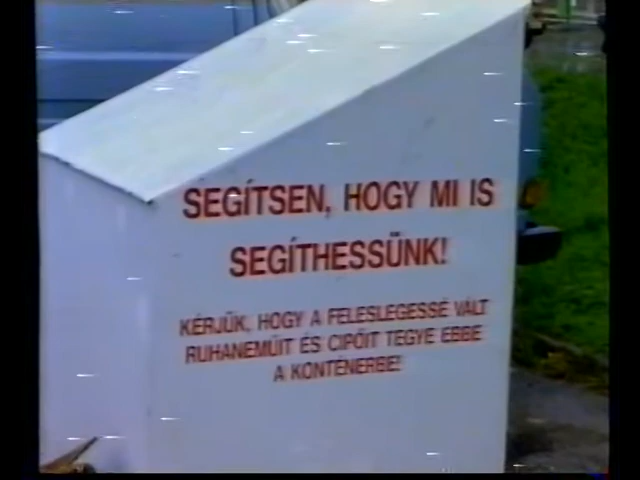 SEGÍTSEN, HOGY MI IS
SEGÍTHESSÜNK!
KÉRJÜK, HOGY A FELESLEGESSÉ VÁLT
RUHANEMŰIT ÉS CIPŐIT TEGYE EBBE
A KONTÉNERBE!